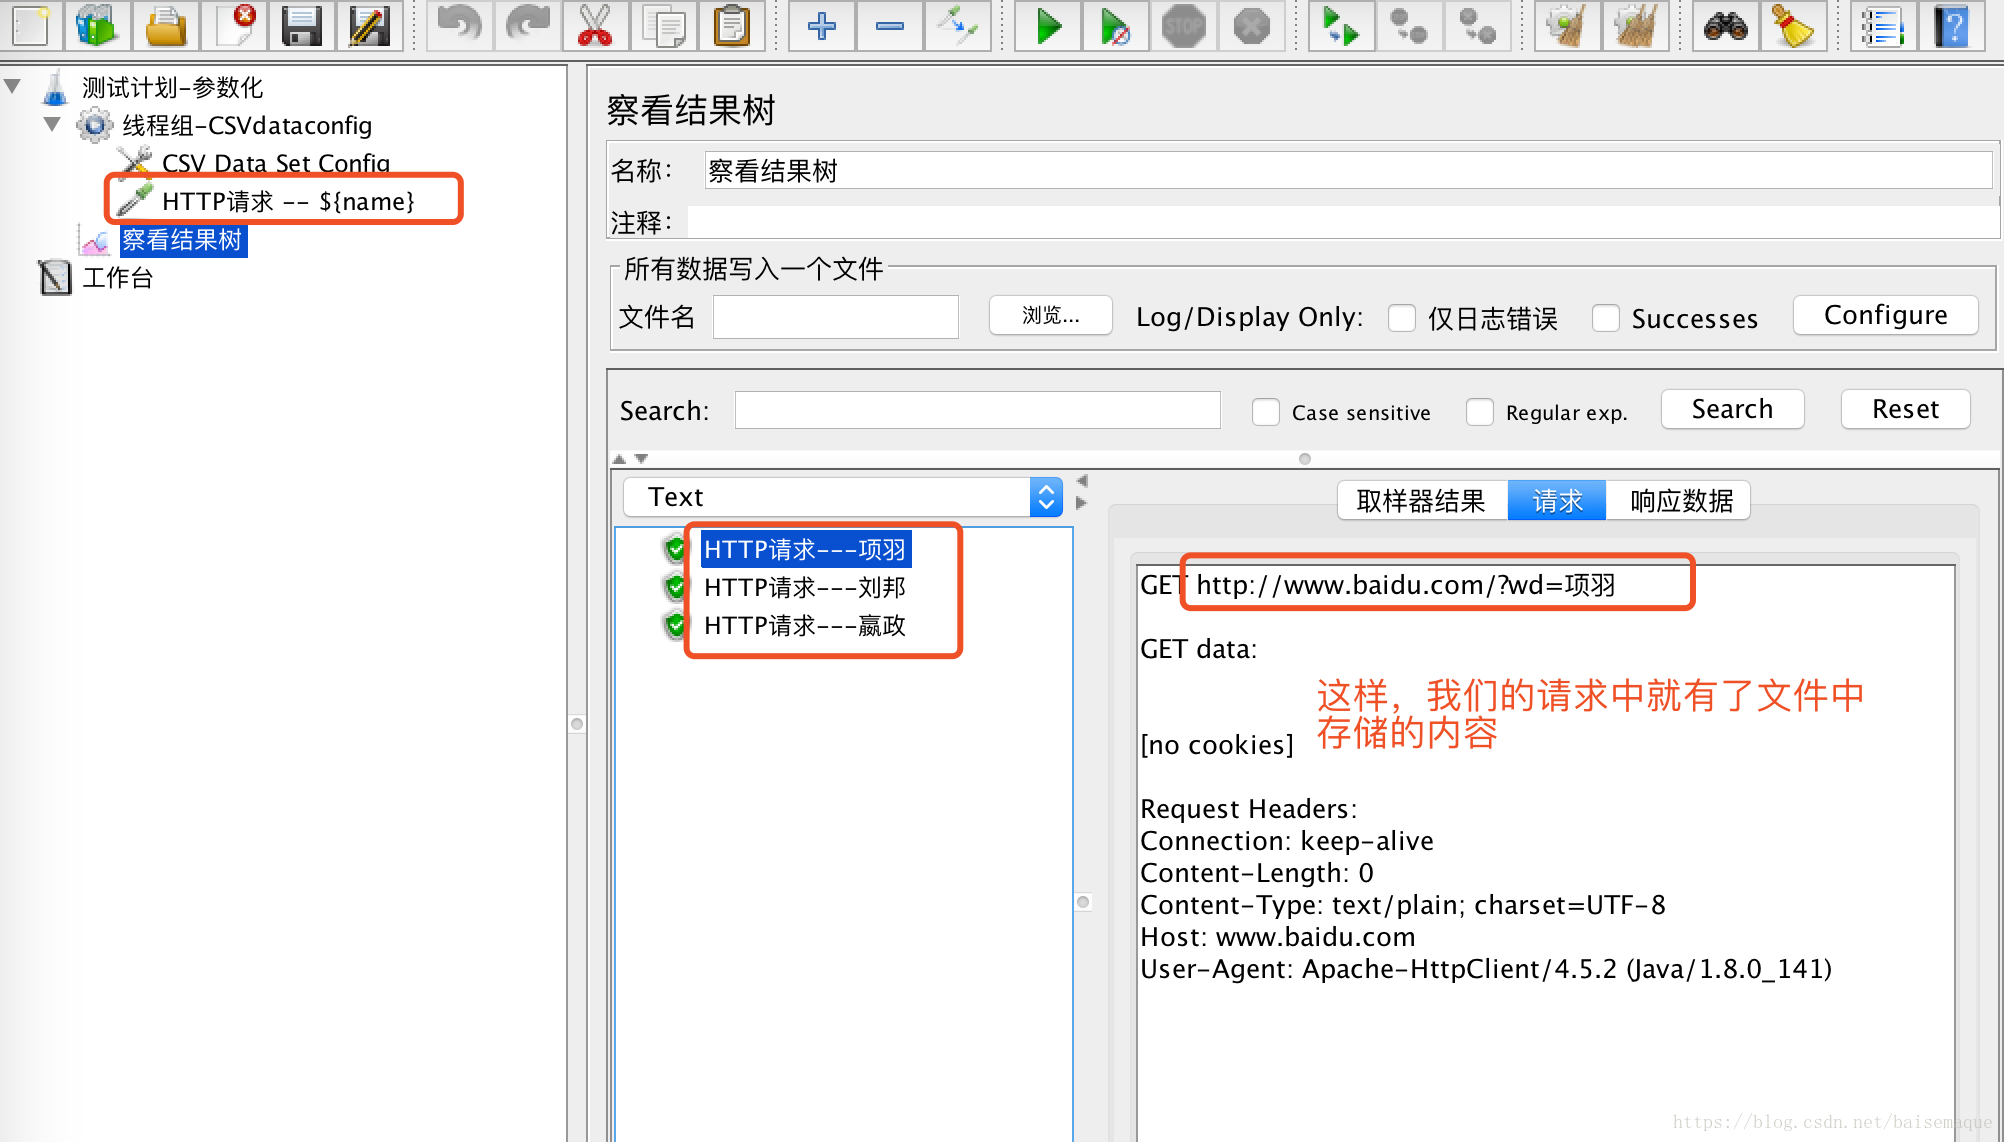 STOP
测试计划-参数化
线程组-CSVdataconfig
CSV Data Set Config
HTTP请求 -- ${name}
察看结果树
工作台
察看结果树
名称: 察看结果树
注释:
所有数据写入一个文件
文件名 浏览... Log/Display Only: 仅日志错误 Successes Configure
Search: Case sensitive Regular exp. Search Reset
Text
取样器结果 请求 响应数据
HTTP请求---项羽
HTTP请求---刘邦
HTTP请求---嬴政
GET http://www.baidu.com/?wd=项羽
GET data:
这样，我们的请求中就有了文件中
存储的内容
[no cookies]
Request Headers:
Connection: keep-alive
Content-Length: 0
Content-Type: text/plain; charset=UTF-8
Host: www.baidu.com
User-Agent: Apache-HttpClient/4.5.2 (Java/1.8.0_141)
https://blog.csdn.net/baisemaque